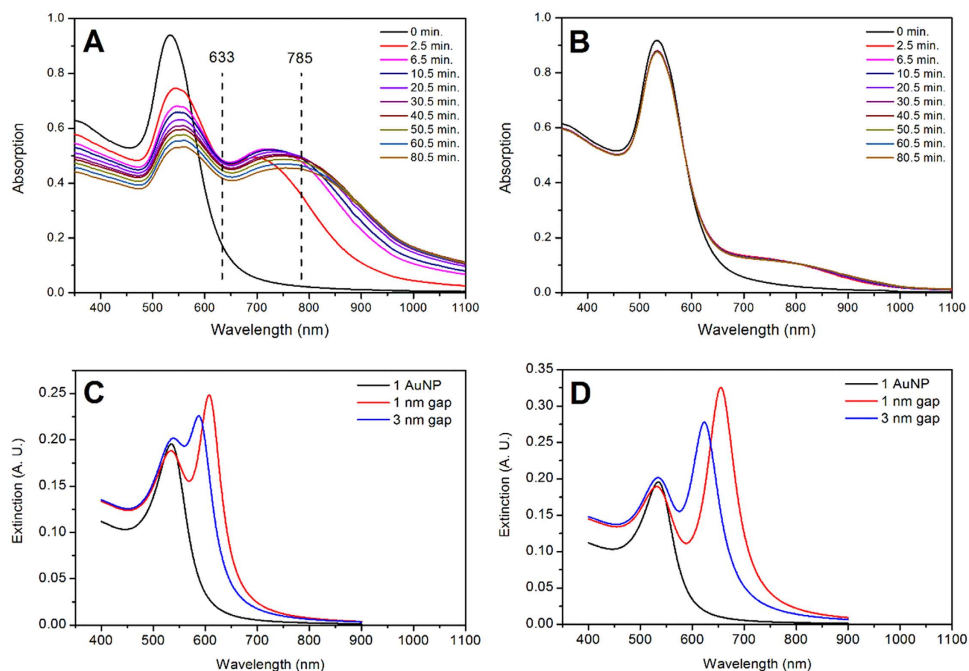 A
633
785
0 min.
2.5 min.
6.5 min.
10.5 min.
20.5 min.
30.5 min.
40.5 min.
50.5 min.
60.5 min.
80.5 min.
Absorption
1.0
0.8
0.6
0.4
0.2
0.0
400 500 600 700 800 900 1000 1100
Wavelength (nm)
B
0 min.
2.5 min.
6.5 min.
10.5 min.
20.5 min.
30.5 min.
40.5 min.
50.5 min.
60.5 min.
80.5 min.
Absorption
1.0
0.8
0.6
0.4
0.2
0.0
400 500 600 700 800 900 1000 1100
Wavelength (nm)
C
1 AuNP
1 nm gap
3 nm gap
Extinction (A. U.)
0.25
0.20
0.15
0.10
0.05
0.00
400 500 600 700 800 900 1000 1100
Wavelength (nm)
D
1 AuNP
1 nm gap
3 nm gap
Extinction (A. U.)
0.35
0.30
0.25
0.20
0.15
0.10
0.05
0.00
400 500 600 700 800 900 1000 1100
Wavelength (nm)